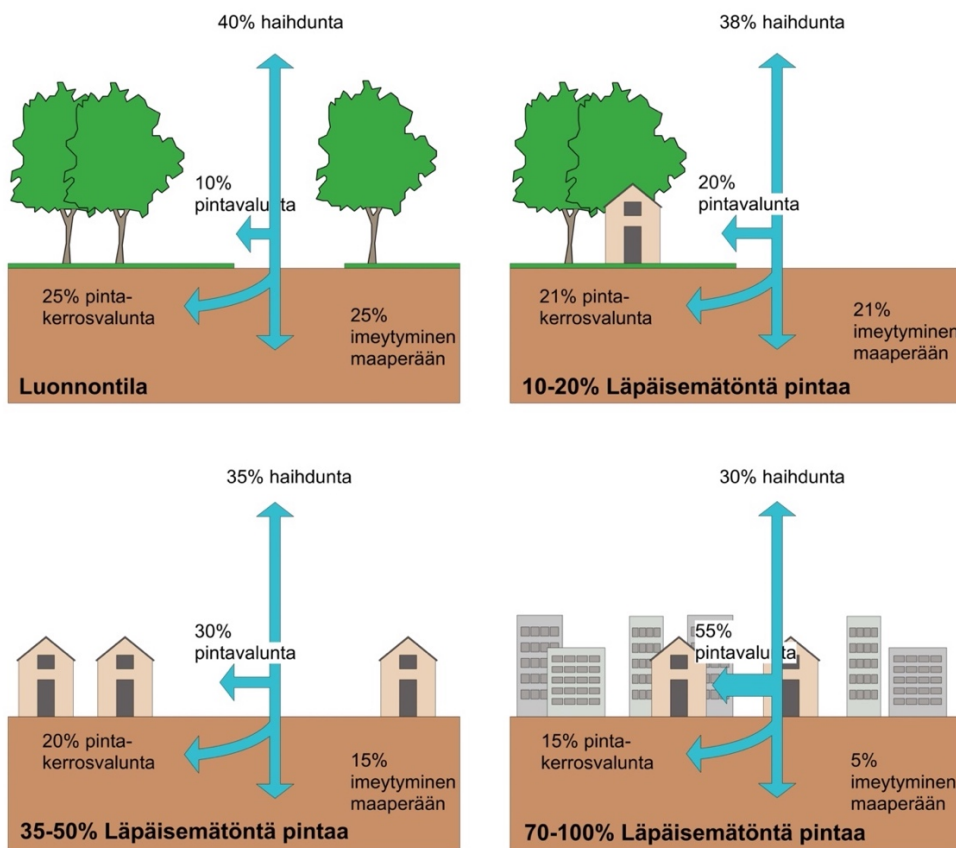 40% haihdunta
10%
pintavalunta
25% pinta-
kerrosvalunta
25%
imeytyminen
maaperään
Luonnontila
38% haihdunta
20%
pintavalunta
21% pinta-
kerrosvalunta
21%
imeytyminen
maaperään
10-20% Läpäisemätöntä pintaa
35% haihdunta
30%
pintavalunta
20% pinta-
kerrosvalunta
15%
imeytyminen
maaperään
35-50% Läpäisemätöntä pintaa
30% haihdunta
55%
pintavalunta
15% pinta-
kerrosvalunta
5%
imeytyminen
maaperään
70-100% Läpäisemätöntä pintaa